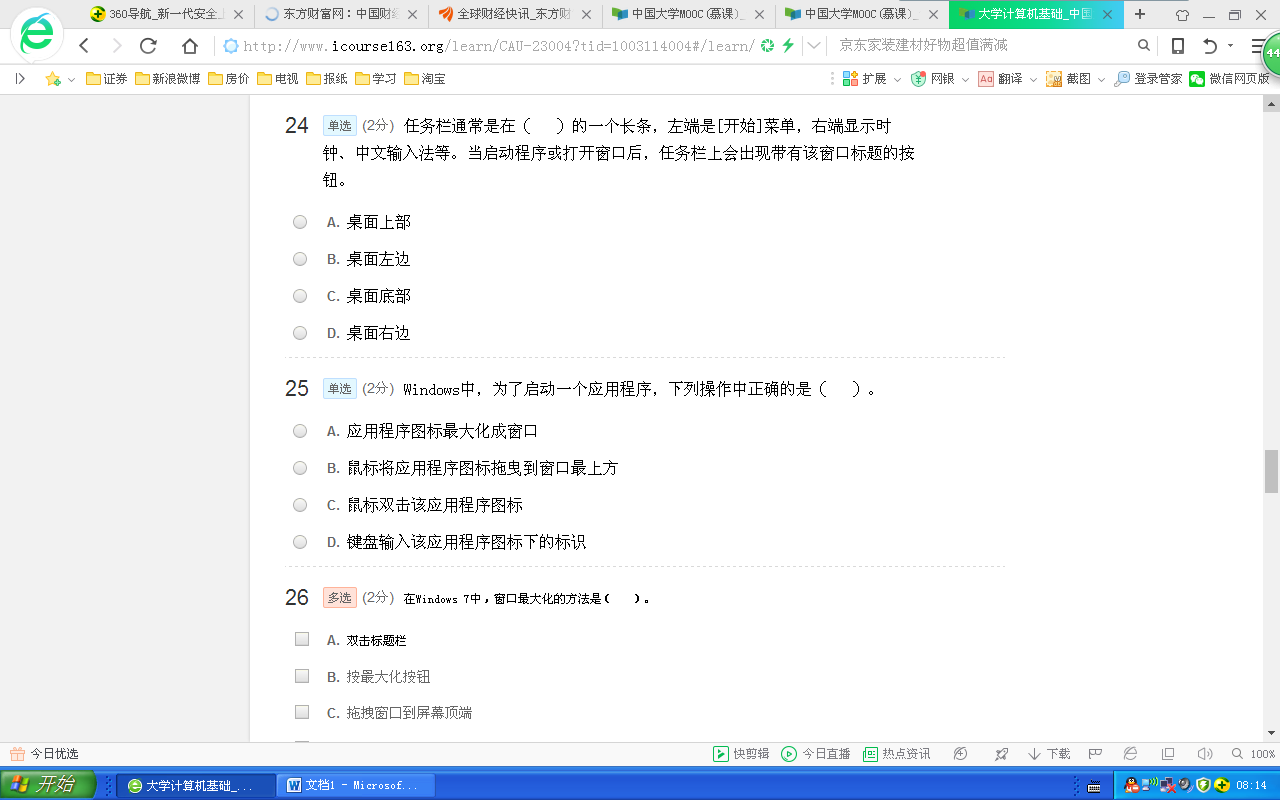 360导航_新一代安全上
东方财富网：中国财经
全球财经快讯_东方财
中国大学MOOC(慕课)_
中国大学MOOC(慕课)_
大学计算机基础_中国
http://www.icourse163.org/learn/CAU-23004?tid=1003114004#/learn/
京东家装建材好物超值满减
44
证券 新浪微博 房价 电视 报纸 学习 淘宝
扩展 网银 Aa 翻译 截图 登录管家 微信网页版
24 单选 (2分) 任务栏通常是在（ ）的一个长条，左端是[开始]菜单，右端显示时
钟、中文输入法等。当启动程序或打开窗口后，任务栏上会出现带有该窗口标题的按
钮。
A. 桌面上部
B. 桌面左边
C. 桌面底部
D. 桌面右边
25 单选 (2分) Windows中，为了启动一个应用程序，下列操作中正确的是（ ）。
A. 应用程序图标最大化成窗口
B. 鼠标将应用程序图标拖曳到窗口最上方
C. 鼠标双击该应用程序图标
D. 键盘输入该应用程序图标下的标识
26 多选 (2分) 在Windows 7中，窗口最大化的方法是（ ）。
A. 双击标题栏
B. 按最大化按钮
C. 拖拽窗口到屏幕顶端
今日优选
快剪辑 今日直播 热点资讯 下载 100%
开始 大学计算机基础_... 文档1 - Microsof... 08:14